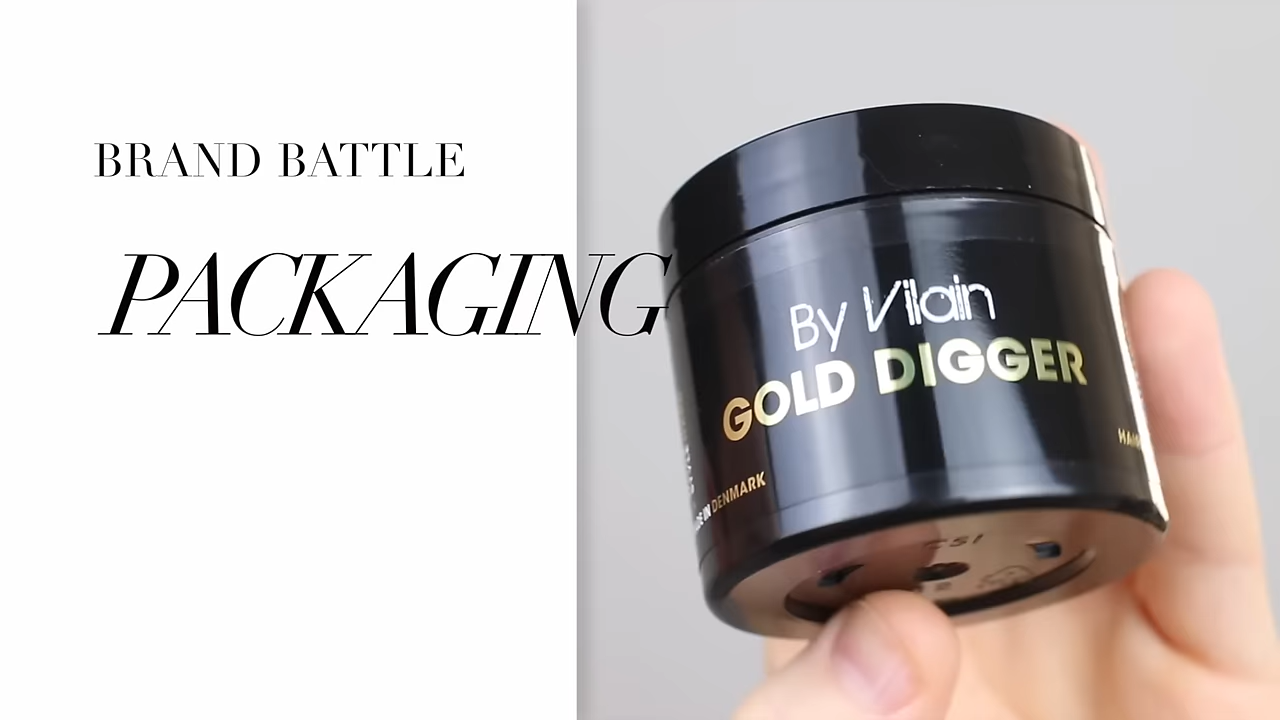 BRAND BATTLE
PACKAGING
By Vilain
GOLD DIGGER
DENMARK